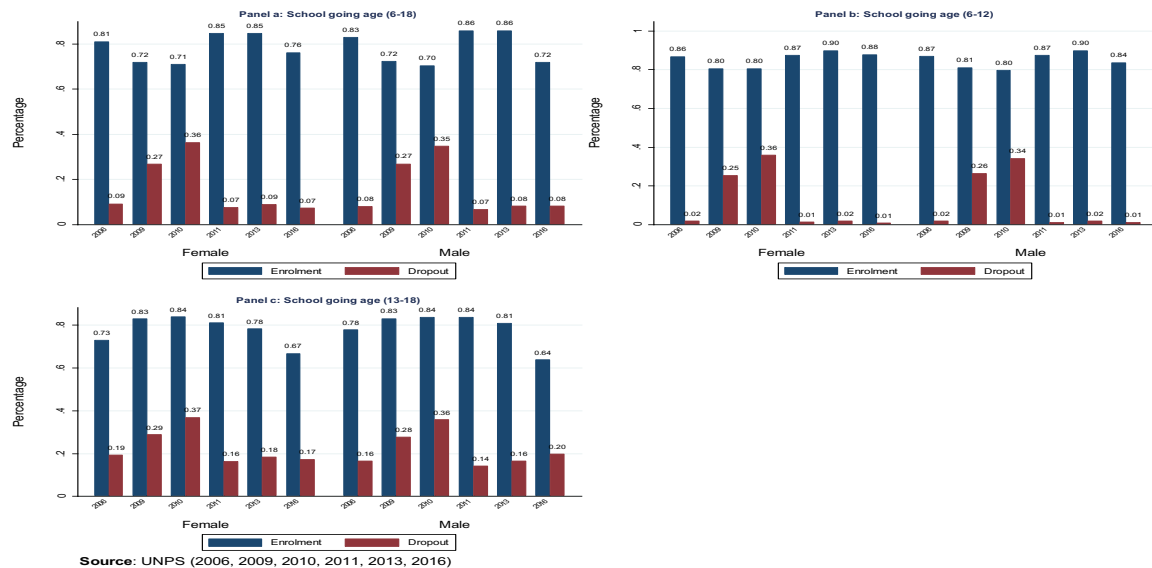 Panel a: School going age (6-18)
Percentage
0 .2 .4 .6 .8
0.81 0.72 0.71 0.85 0.85 0.76 0.83 0.72 0.70 0.86 0.86 0.72
0.09 0.27 0.36 0.07 0.09 0.07 0.08 0.27 0.35 0.07 0.08 0.08
2006 2009 2010 2011 2013 2016 2006 2009 2010 2011 2013 2016
Female Male
Enrolment Dropout
Panel b: School going age (6-12)
Percentage
0 .2 .4 .6 .8 1
0.86 0.80 0.80 0.87 0.90 0.88 0.87 0.81 0.80 0.87 0.90 0.84
0.02 0.25 0.36 0.01 0.02 0.01 0.02 0.26 0.34 0.01 0.02 0.01
2006 2009 2010 2011 2013 2016 2006 2009 2010 2011 2013 2016
Female Male
Enrolment Dropout
Panel c: School going age (13-18)
Percentage
0 .2 .4 .6 .8
0.73 0.83 0.84 0.81 0.78 0.67 0.78 0.83 0.84 0.84 0.81 0.64
0.19 0.29 0.37 0.16 0.18 0.17 0.16 0.28 0.36 0.14 0.16 0.20
2006 2009 2010 2011 2013 2016 2006 2009 2010 2011 2013 2016
Female Male
Enrolment Dropout
Source: UNPS (2006, 2009, 2010, 2011, 2013, 2016)